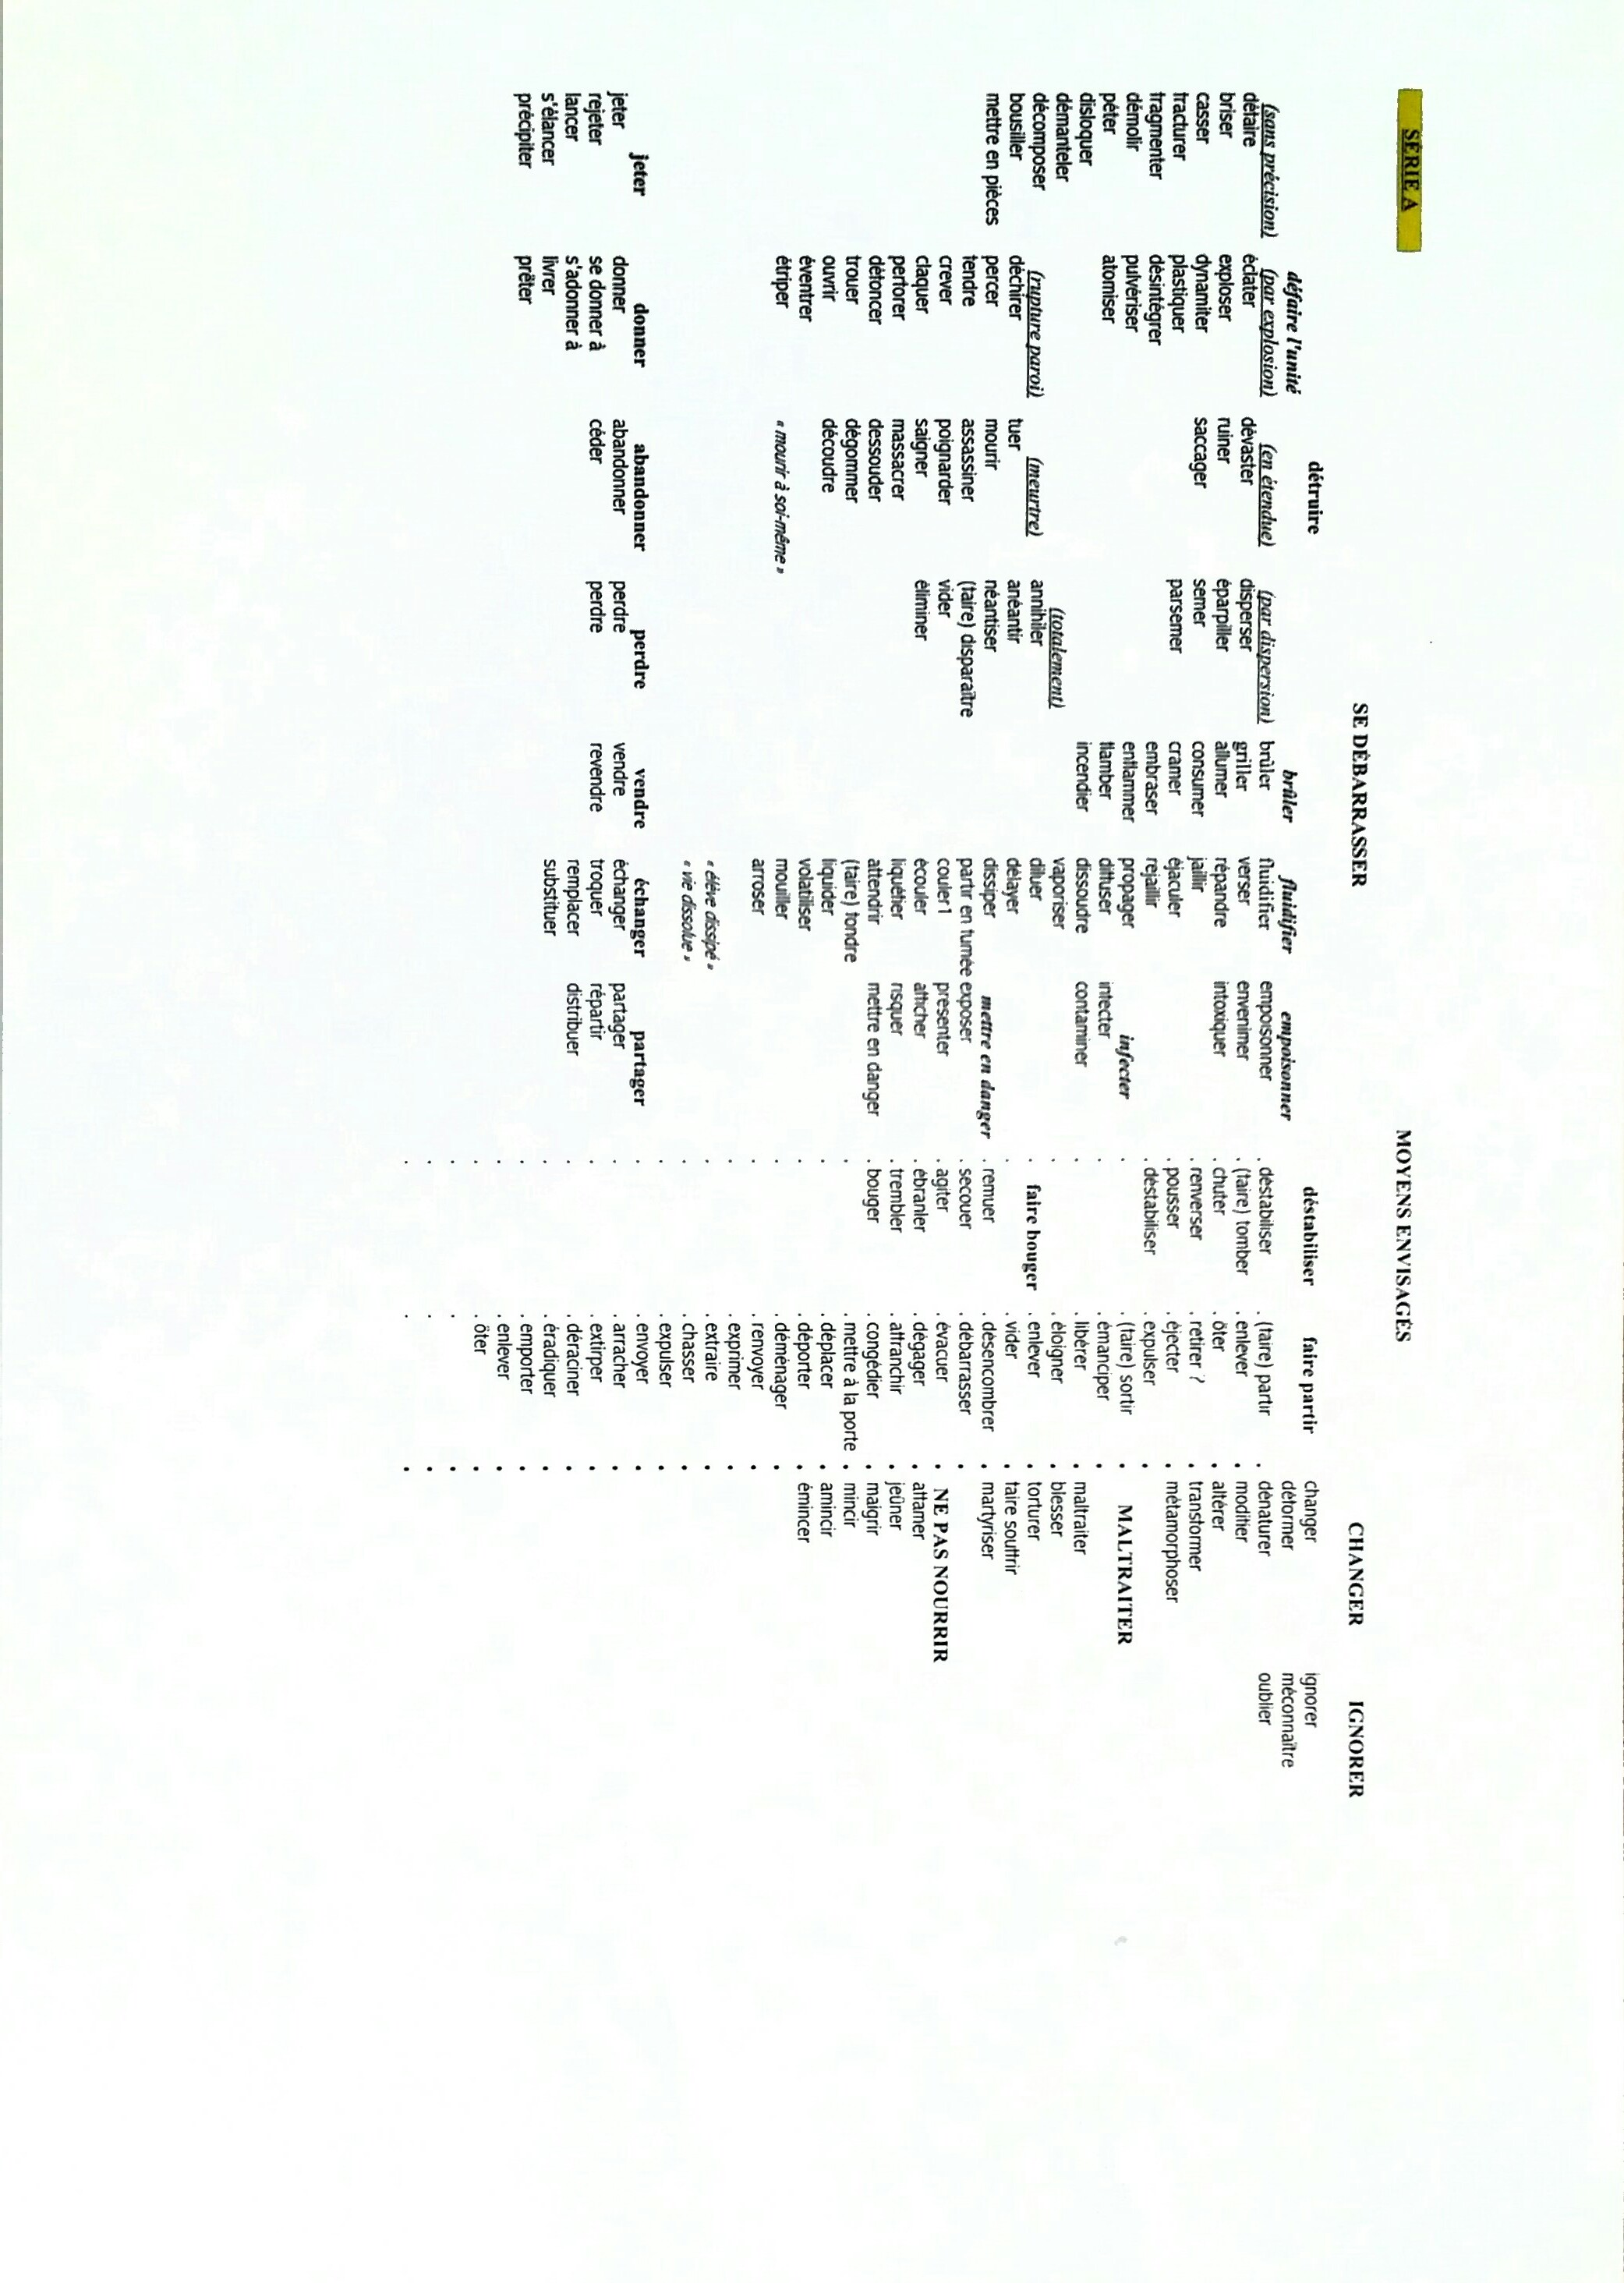 SÉRIE A
MOYENS ENVISAGÉS
SE DÉBARRASSER
CHANGER
IGNORER
détruire
déstabiliser
faire partir
défaire l'unité
(sans précision)
défaire
briser
casser
fracturer
fragmenter
démolir
péter
disloquer
démanteler
décomposer
bousiller
mettre en pièces
(par explosion)
éclater
exploser
dynamiter
plastiquer
désintégrer
pulvériser
atomiser
(rupture paroi)
déchirer
percer
fendre
crever
claquer
perforer
défoncer
trouer
ouvrir
éventrer
étriper
(en étendue)
dévaster
ruiner
saccager
(meurtre)
tuer
mourir
assassiner
poignarder
saigner
massacrer
dessouder
dégommer
découdre
« mourir à soi-même »
(par dispersion)
disperser
éparpiller
semer
parsemer
(totalement)
annihiler
anéantir
néantiser
(faire) disparaître
vider
éliminer
brûler
brûler
griller
allumer
consumer
cramer
embraser
enflammer
flamber
incendier
fluidifier
fluidifier
verser
répandre
jaillir
éjaculer
rejaillir
propager
diffuser
dissoudre
vaporiser
diluer
délayer
dissiper
partir en fumée
couler1
écouler
liquéfier
attendrir
(faire) fondre
liquider
volatiliser
mouiller
arroser
« élève dissipé »
« vie dissolue »
empoisonner
empoisonner
envenimer
intoxiquer
infecter
infecter
contaminer
mettre en danger
exposer
présenter
afficher
risquer
mettre en danger
. déstabiliser
. (faire) tomber
. chuter
. renverser
. pousser
. déstabiliser
faire bouger
. remuer
. secouer
. agiter
. ébranler
. trembler
. bouger
. (faire) partir
. enlever
. ôter
. retirer ?
. éjecter
. expulser
. (faire) sortir
. émanciper
. libérer
. éloigner
. enlever
. vider
. désencombrer
. débarrasser
. évacuer
. dégager
. affranchir
. congédier
. mettre à la porte
. déplacer
. déporter
. déménager
. renvoyer
. exprimer
. extraire
. chasser
. expulser
. envoyer
. arracher
. extirper
. déraciner
. éradiquer
. emporter
. enlever
. ôter
changer
déformer
dénaturer
modifier
altérer
transformer
métamorphoser
MALTRAITER
maltraiter
blesser
torturer
faire souffrir
martyriser
NE PAS NOURRIR
affamer
jeûner
maigrir
mincir
amincir
émincer
ignorer
méconnaître
oublier
jeter
jeter
rejeter
lancer
s'élancer
précipiter
donner
donner
se donner à
s'adonner à
livrer
prêter
abandonner
abandonner
céder
perdre
perdre
perdre
vendre
vendre
revendre
échanger
échanger
troquer
remplacer
substituer
partager
partager
répartir
distribuer